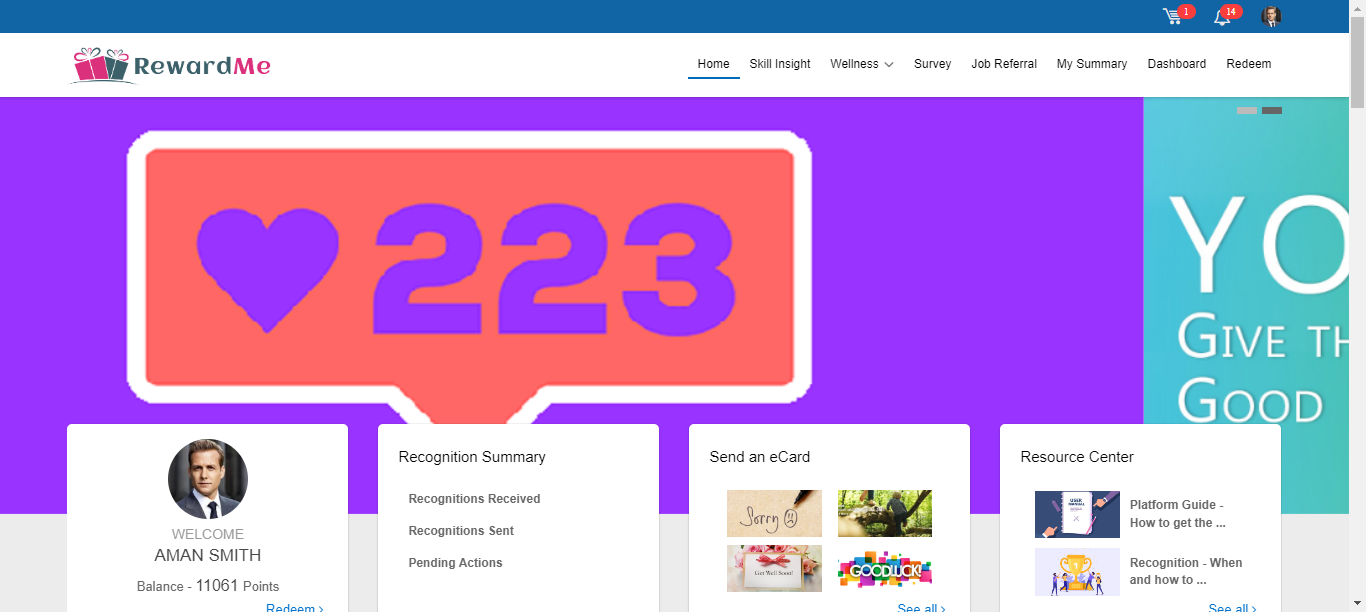 1
14
RewardMe
Home
Skill Insight
Wellness
Survey
Job Referral
My Summary
Dashboard
Redeem
223
YO
GIVE TH
GOOD
WELCOME
AMAN SMITH
Balance - 11061 Points
Redeem >
Recognition Summary
Recognitions Received
Recognitions Sent
Pending Actions
Send an eCard
Sorry
Get Well Soon!
GOODLUCK!
See all >
Resource Center
USER
MANUAL
Platform Guide -
How to get the ...
1
Recognition - When
and how to ...
See all >